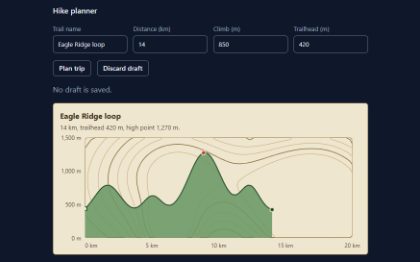 Hike planner
Trail name
Distance (km)
Climb (m)
Trailhead (m)
Eagle Ridge loop
14
850
420
Plan trip
Discard draft
No draft is saved.
Eagle Ridge loop
14 km, trailhead 420 m, high point 1,270 m.
1,500 m
1,000 m
500 m
0 m
0 km
5 km
10 km
15 km
20 km